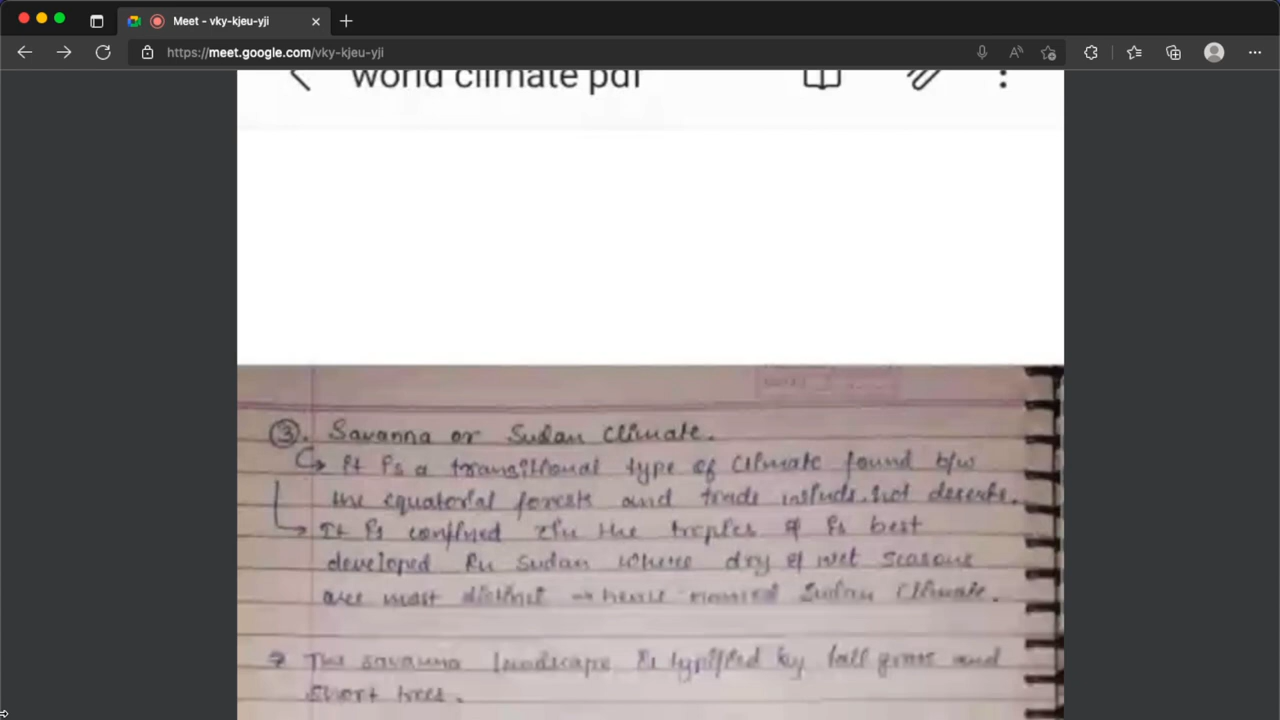 Meet - vky-kjeu-yji
https://meet.google.com/vky-kjeu-yji
world climate pdf
③. Savanna or Sudan Climate.
It is a transitional type of climate found b/w
the equatorial forests and trade hot deserts.
It is confined the tropics & is best
developed in Sudan where dry & wet seasons
are most distinct → hence named Sudan Climate.
→ The savanna landscape is typified by tall grass and
short trees.